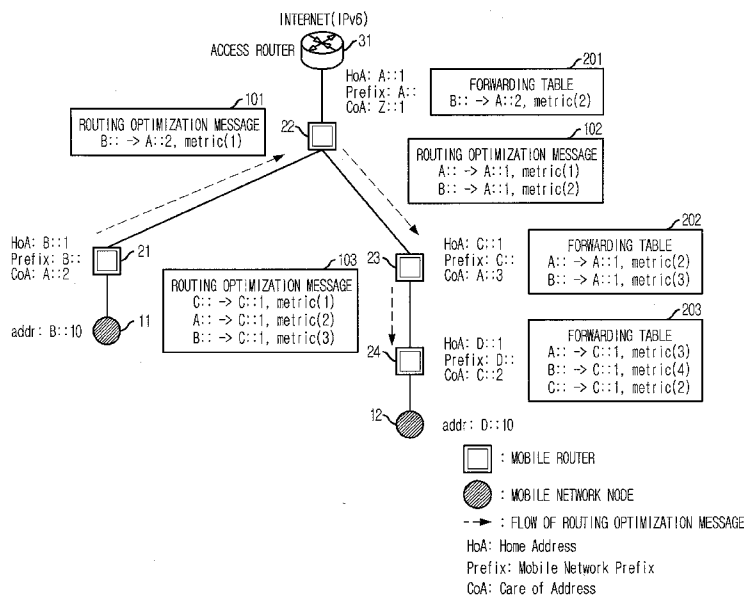 INTERNET(IPv6)
ACCESS ROUTER
31
HoA: A::1
Prefix: A::
CoA: Z::1
201
FORWARDING TABLE
B:: -> A::2, metric(2)
101
ROUTING OPTIMIZATION MESSAGE
B:: -> A::2, metric(1)
22
102
ROUTING OPTIMIZATION MESSAGE
A:: -> A::1, metric(1)
B:: -> A::1, metric(2)
HoA: B::1
Prefix: B::
CoA: A::2
21
23
HoA: C::1
Prefix: C::
CoA: A::3
202
FORWARDING TABLE
A:: -> A::1, metric(2)
B:: -> A::1, metric(3)
103
ROUTING OPTIMIZATION MESSAGE
C:: -> C::1, metric(1)
A:: -> C::1, metric(2)
B:: -> C::1, metric(3)
addr: B::10
11
24
HoA: D::1
Prefix: D::
CoA: C::2
203
FORWARDING TABLE
A:: -> C::1, metric(3)
B:: -> C::1, metric(4)
C:: -> C::1, metric(2)
12
addr: D::10
: MOBILE ROUTER
: MOBILE NETWORK NODE
: FLOW OF ROUTING OPTIMIZATION MESSAGE
HoA: Home Address
Prefix: Mobile Network Prefix
CoA: Care of Address